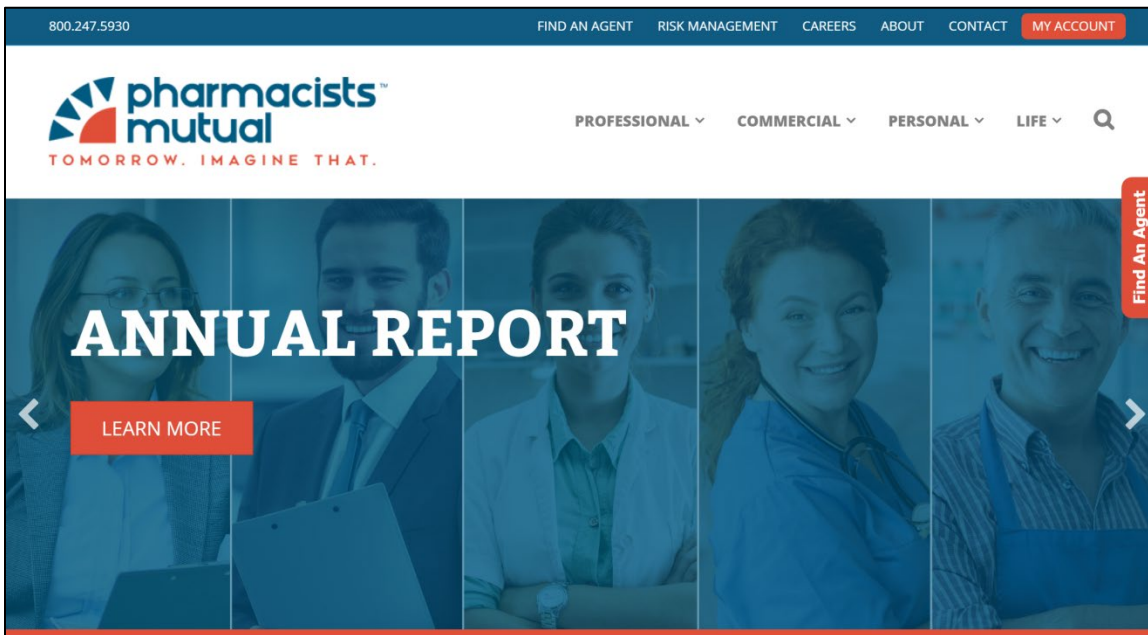 800.247.5930 FIND AN AGENT RISK MANAGEMENT CAREERS ABOUT CONTACT MY ACCOUNT
pharmacists™
mutual
TOMORROW. IMAGINE THAT.
PROFESSIONAL COMMERCIAL PERSONAL LIFE
Find An Agent
ANNUAL REPORT
LEARN MORE